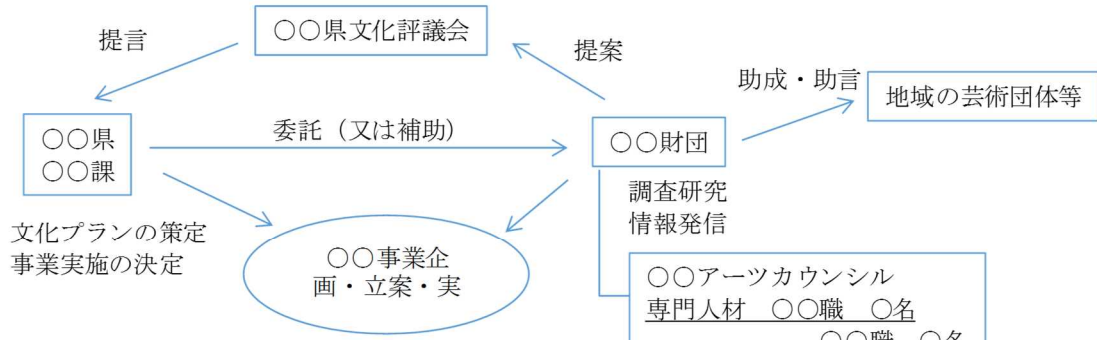 ○○県文化評議会
提言
提案
助成・助言
地域の芸術団体等
○○県
○○課
委託（又は補助）
○○財団
調査研究
情報発信
文化プランの策定
事業実施の決定
○○事業企
画・立案・実
○○アーツカウンシル
専門人材　○○職　○名
○○職　○名